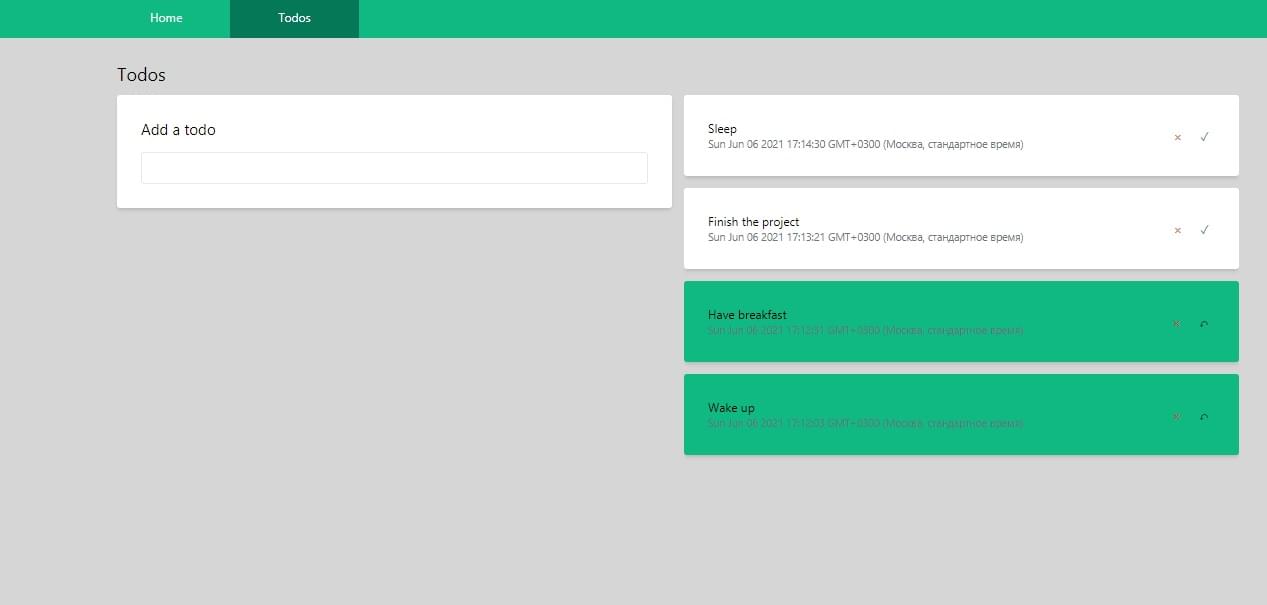 Home
Todos
Todos
Add a todo
Sleep
Sun Jun 06 2021 17:14:30 GMT+0300 (Москва, стандартное время)
Finish the project
Sun Jun 06 2021 17:13:21 GMT+0300 (Москва, стандартное время)
Have breakfast
Sun Jun 06 2021 17:12:51 GMT+0300 (Москва, стандартное время)
Wake up
Sun Jun 06 2021 17:12:03 GMT+0300 (Москва, стандартное время)